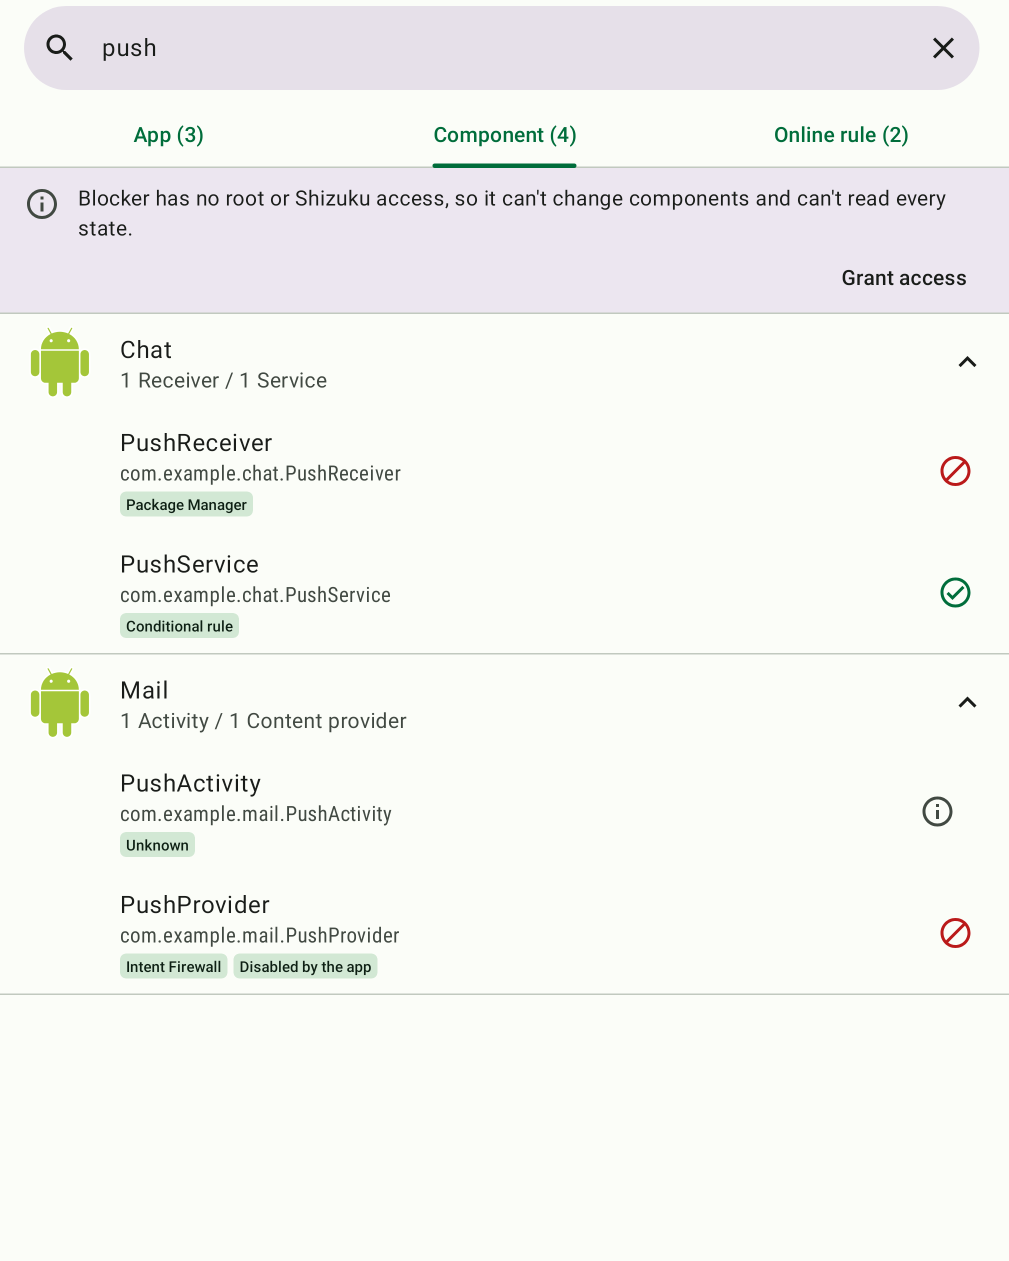 push
App (3)
Component (4)
Online rule (2)
Blocker has no root or Shizuku access, so it can't change components and can't read every
state.
Grant access
Chat
1 Receiver / 1 Service
PushReceiver
com.example.chat.PushReceiver
Package Manager
PushService
com.example.chat.PushService
Conditional rule
Mail
1 Activity / 1 Content provider
PushActivity
com.example.mail.PushActivity
Unknown
PushProvider
com.example.mail.PushProvider
Intent Firewall
Disabled by the app